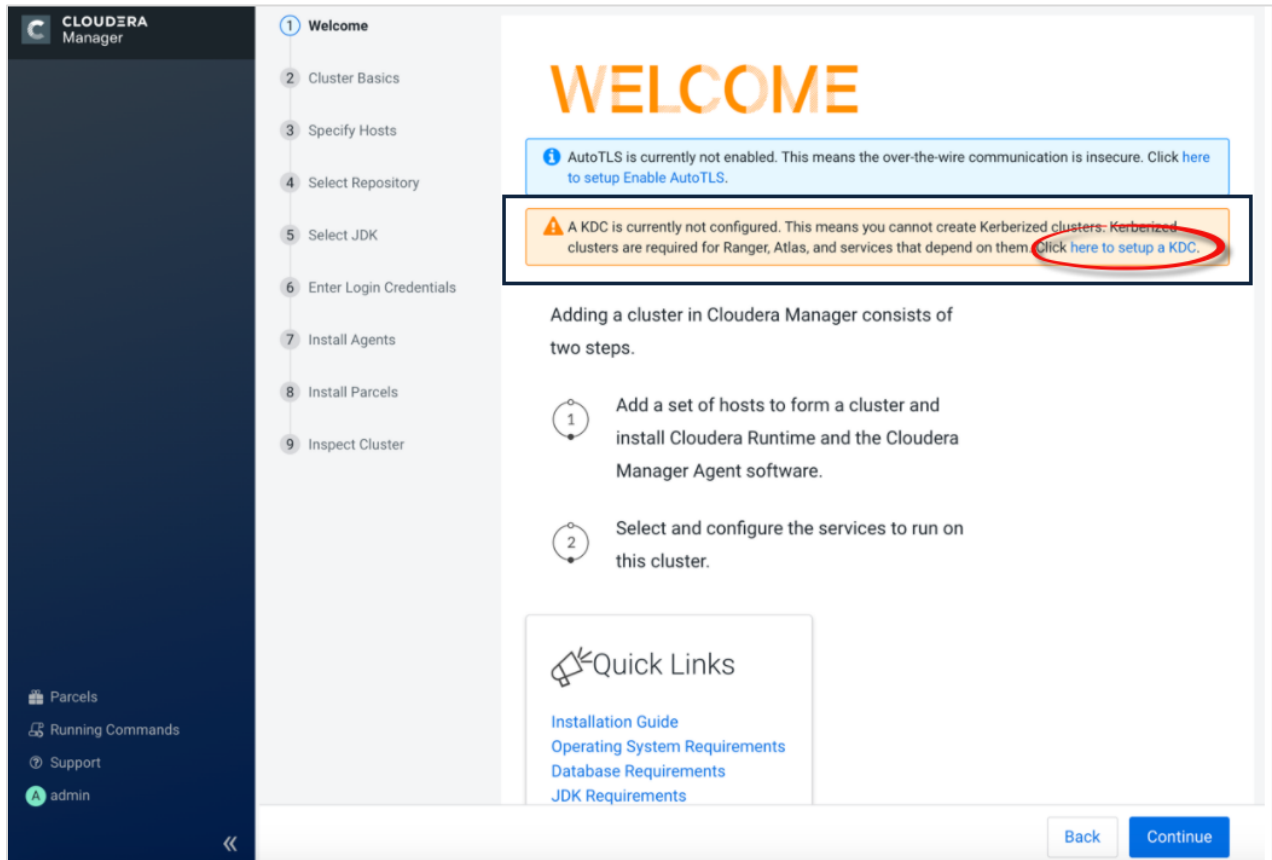 CLOUDERA
Manager
1 Welcome
2 Cluster Basics
3 Specify Hosts
4 Select Repository
5 Select JDK
6 Enter Login Credentials
7 Install Agents
8 Install Parcels
9 Inspect Cluster
Parcels
Running Commands
Support
A admin
WELCOME
AutoTLS is currently not enabled. This means the over-the-wire communication is insecure. Click here
to setup Enable AutoTLS.
A KDC is currently not configured. This means you cannot create Kerberized clusters. Kerberized
clusters are required for Ranger, Atlas, and services that depend on them. Click here to setup a KDC.
Adding a cluster in Cloudera Manager consists of
two steps.
1
Add a set of hosts to form a cluster and
install Cloudera Runtime and the Cloudera
Manager Agent software.
2
Select and configure the services to run on
this cluster.
Quick Links
Installation Guide
Operating System Requirements
Database Requirements
JDK Requirements
Back
Continue